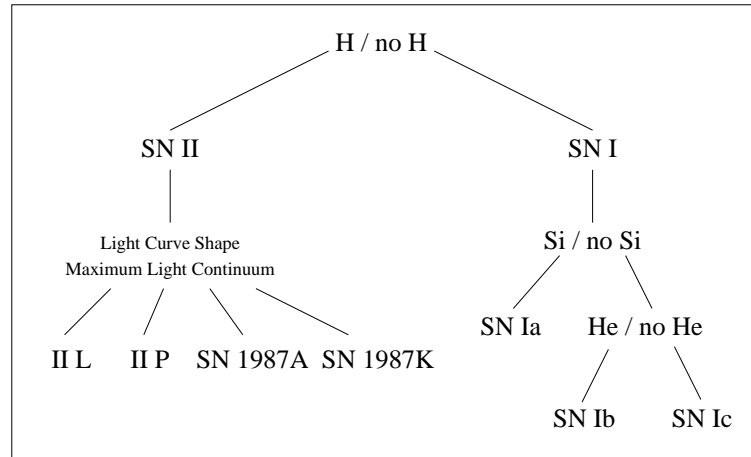 H / no H
SN II
SN I
Light Curve Shape
Maximum Light Continuum
Si / no Si
SN Ia
He / no He
II L
II P
SN 1987A
SN 1987K
SN Ib
SN Ic